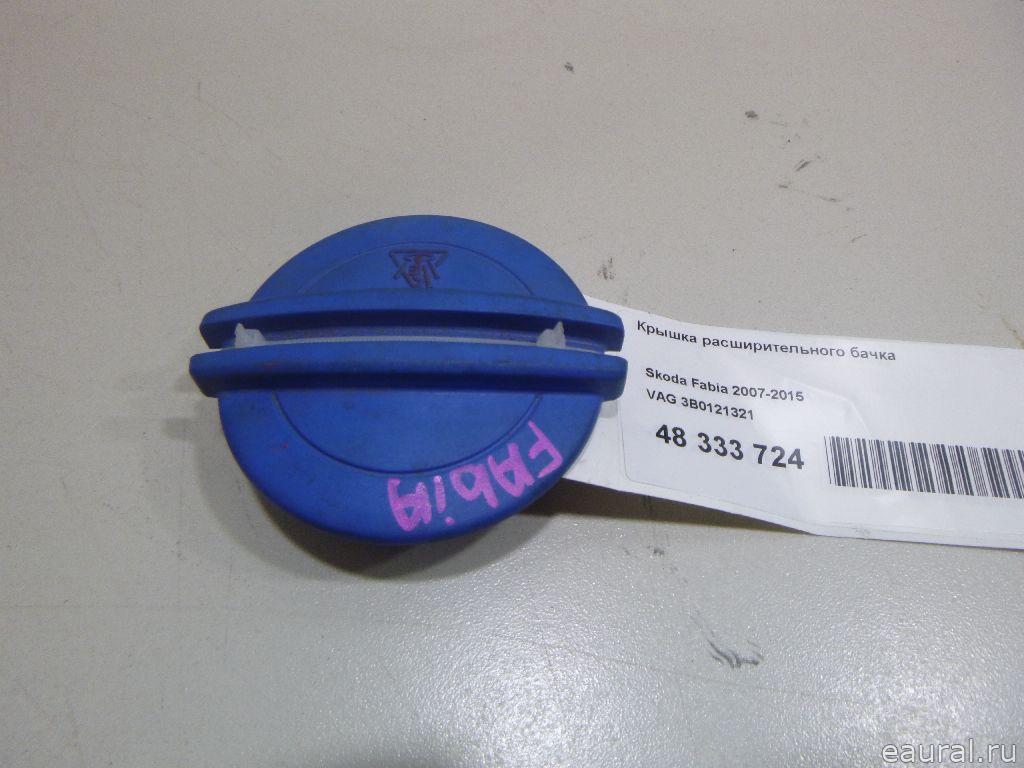 Крышка расширительного бачка
Skoda Fabia 2007-2015
VAG 3B0121321
48 333 724
FAbiA
eaural.ru